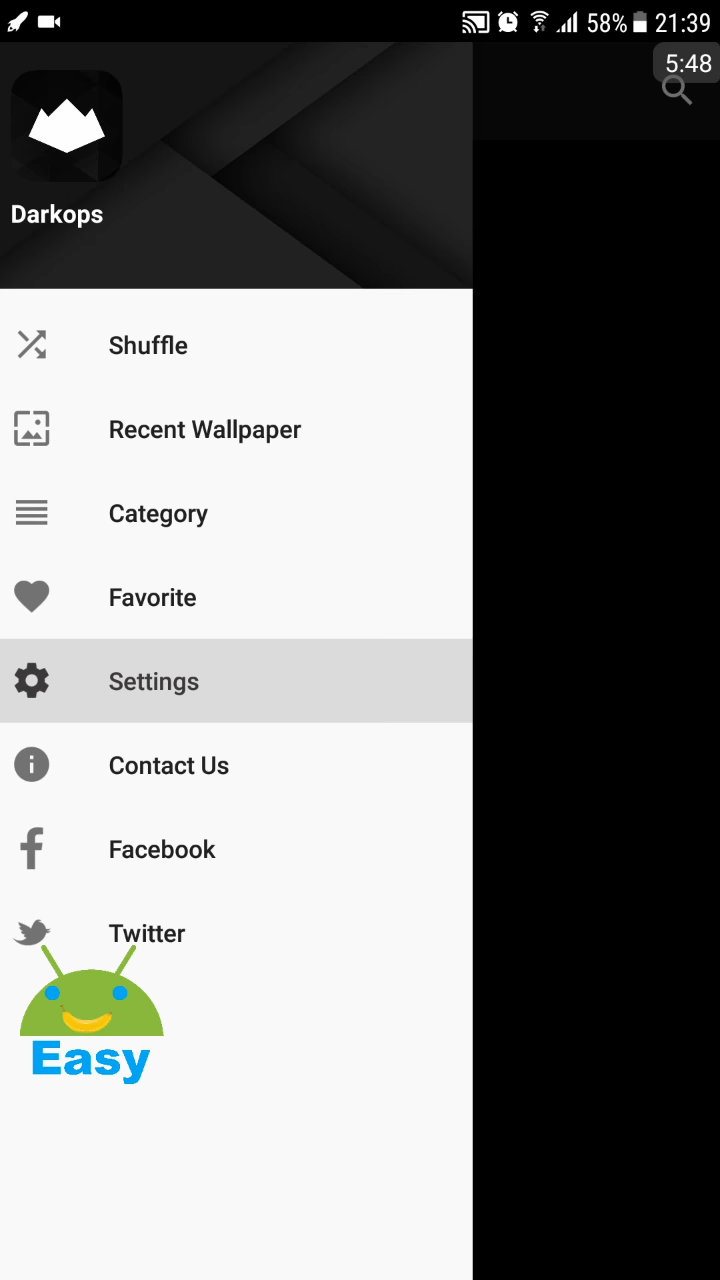 58% 21:39
5:48
Darkops
Shuffle
Recent Wallpaper
Category
Favorite
Settings
Contact Us
Facebook
Twitter
Easy